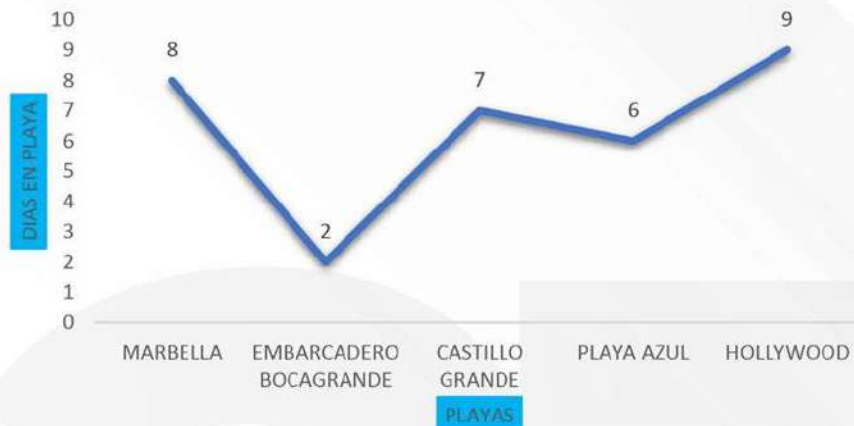 10
9
8
7
6
5
4
3
2
1
0
DIAS EN PLAYA
8
2
7
6
9
MARBELLA
EMBARCADERO
BOCAGRANDE
CASTILLO
GRANDE
PLAYA AZUL
HOLLYWOOD
PLAYAS